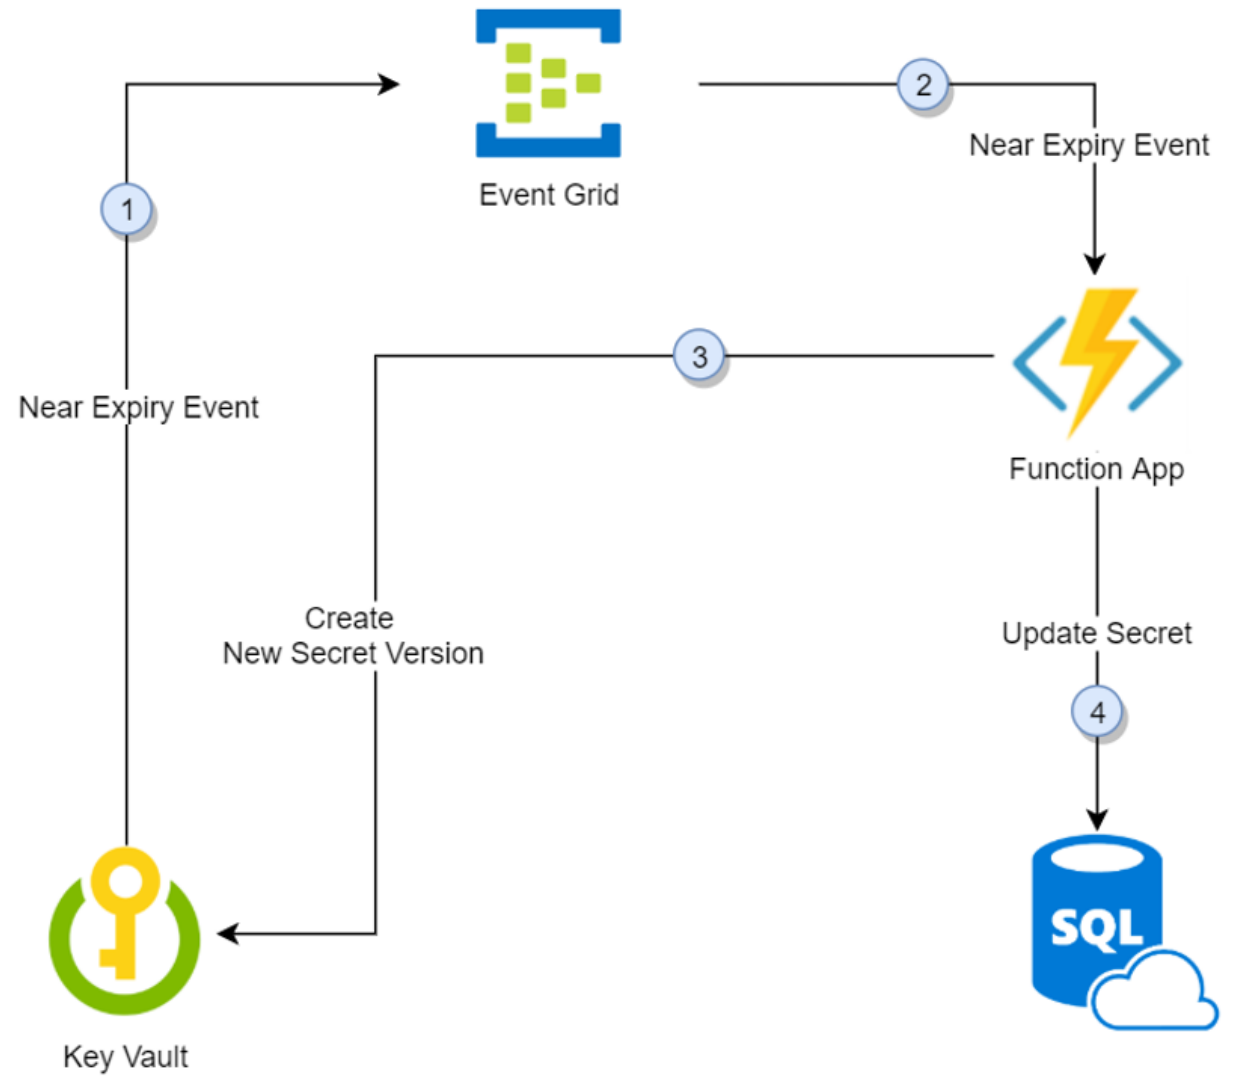 2
Near Expiry Event
Event Grid
1
3
Near Expiry Event
Function App
Create
New Secret Version
Update Secret
4
SQL
Key Vault